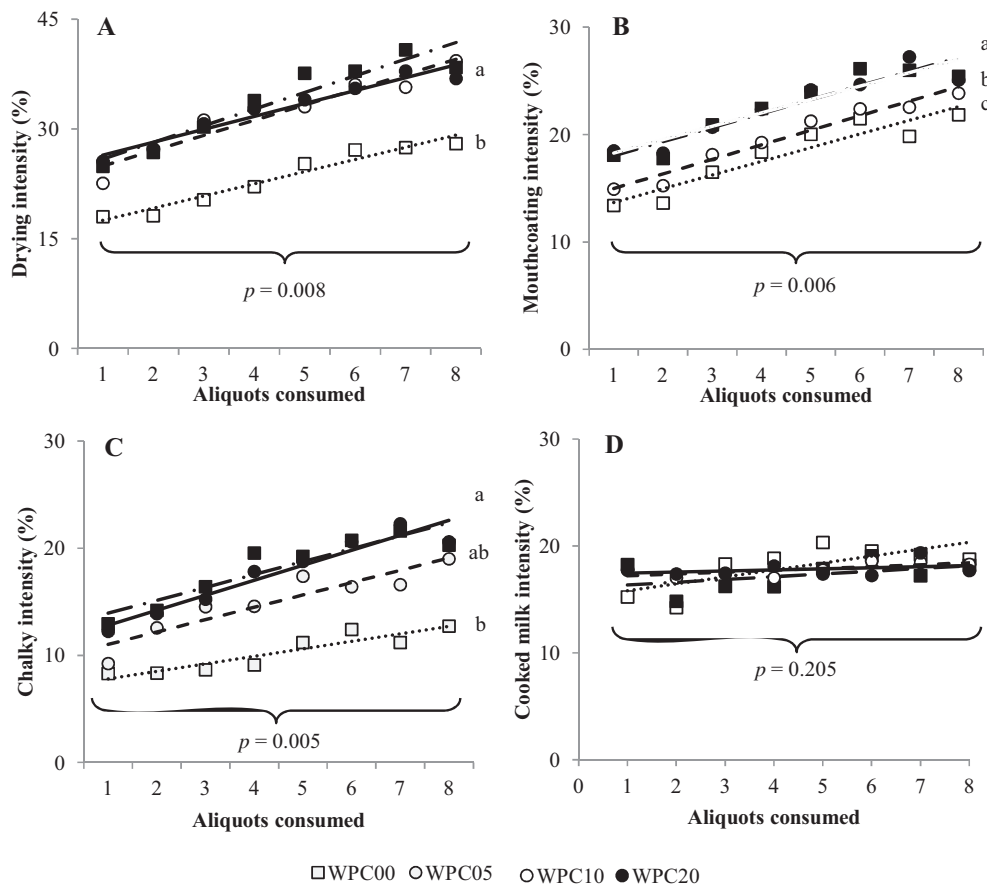 A
45
30
15
0
Drying intensity (%)
a
b
p = 0.008
1 2 3 4 5 6 7 8
Aliquots consumed
B
30
20
10
0
Mouthcoating intensity (%)
a
b
c
p = 0.006
1 2 3 4 5 6 7 8
Aliquots consumed
C
30
20
10
0
Chalky intensity (%)
a
ab
b
p = 0.005
1 2 3 4 5 6 7 8
Aliquots consumed
D
30
20
10
0
Cooked milk intensity (%)
p = 0.205
0 1 2 3 4 5 6 7 8
Aliquots consumed
WPC00 WPC05 WPC10 WPC20